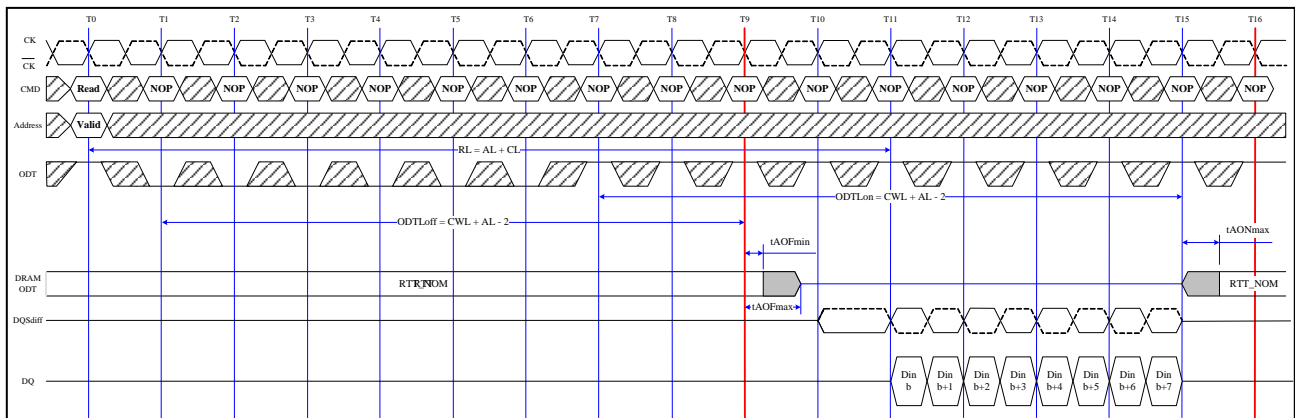 T0 T1 T2 T3 T4 T5 T6 T7 T8 T9 T10 T11 T12 T13 T14 T15 T16
CK
CK
CMD Read NOP NOP NOP NOP NOP NOP NOP NOP NOP NOP NOP NOP NOP NOP NOP NOP
Address Valid
RL = AL + CL
ODT
ODTLon = CWL + AL - 2
ODTLoff = CWL + AL - 2
tAOFmin tAONmax
DRAM
ODT
RTT_NOM RTT_NOM
tAOFmax
DQSdiff
DQ
Din Din Din Din Din Din Din Din
b b+1 b+2 b+3 b+4 b+5 b+6 b+7